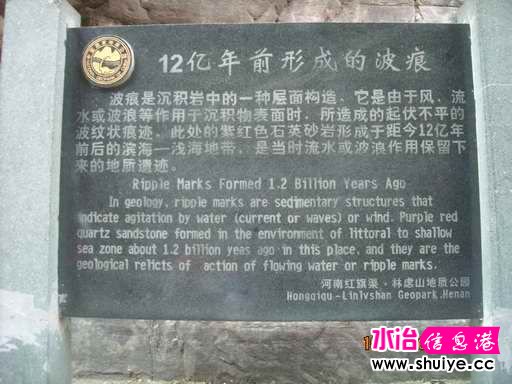 12亿年前形成的波痕
波痕是沉积岩中的一种层面构造、它是由于风、流
水或波浪等作用于沉积物表面时、所造成的起伏不平的
波纹状痕迹。此处的紫红色石英砂岩形成于距今12亿年
前后的滨海—浅海地带、是当时流水或波浪作用保留下
来的地质遗迹。
Ripple Marks Formed 1.2 Billion Years Ago
In geology, ripple marks are sedimentary structures that
indicate agitation by water (current or waves) or wind. Purple red
quartz sandstone formed in the environment of littoral to shallow
sea zone about 1.2 billion yeas ago in this place, and they are the
geological relicts of action of flowing water or ripple marks.
河南红旗渠·林虑山地质公园
Hongqiqu-Linlvshan Geopark,Henan
水冶信息港
www.shuiye.cc